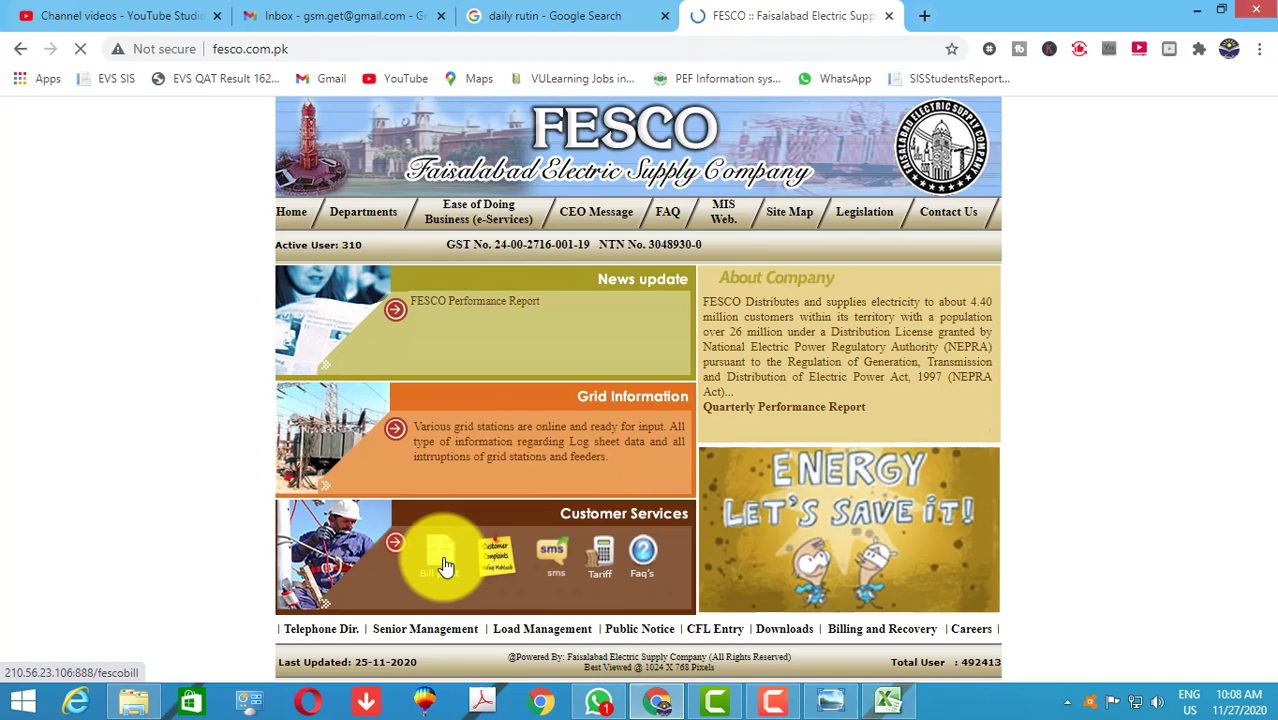 Channel videos - YouTube Studio
Inbox - gsm.get@gmail.com - G
daily rutin - Google Search
FESCO :: Faisalabad Electric Supp
Not secure | fesco.com.pk
Apps EVS SIS EVS QAT Result 162... Gmail YouTube Maps VULearning Jobs in... PEF Information sys... WhatsApp SISStudentsReport...
FESCO
Faisalabad Electric Supply Company
Home Departments Ease of Doing Business (e-Services) CEO Message FAQ MIS Web. Site Map Legislation Contact Us
Active User: 310 GST No. 24-00-2716-001-19 NTN No. 3048930-0
News update
FESCO Performance Report
About Company
FESCO Distributes and supplies electricity to about 4.40
million customers within its territory with a population
over 26 million under a Distribution License granted by
National Electric Power Regulatory Authority (NEPRA)
pursuant to the Regulation of Generation, Transmission
and Distribution of Electric Power Act, 1997 (NEPRA
Act)...
Quarterly Performance Report
Grid Information
Various grid stations are online and ready for input. All
type of information regarding Log sheet data and all
intrruptions of grid stations and feeders.
ENERGY
LET'S SAVE IT!
Customer Services
Customer
Complaints
sms
Bill
sms Tariff Faq's
| Telephone Dir. | Senior Management | Load Management | Public Notice | CFL Entry | Downloads | Billing and Recovery | Careers |
Last Updated: 25-11-2020
@Powered By: Faisalabad Electric Supply Company (All Rights Reserved)
Best Viewed @ 1024 X 768 Pixels
Total User : 492413
210.56.23.106:888/fescobill
1
ENG
US
10:08 AM
11/27/2020